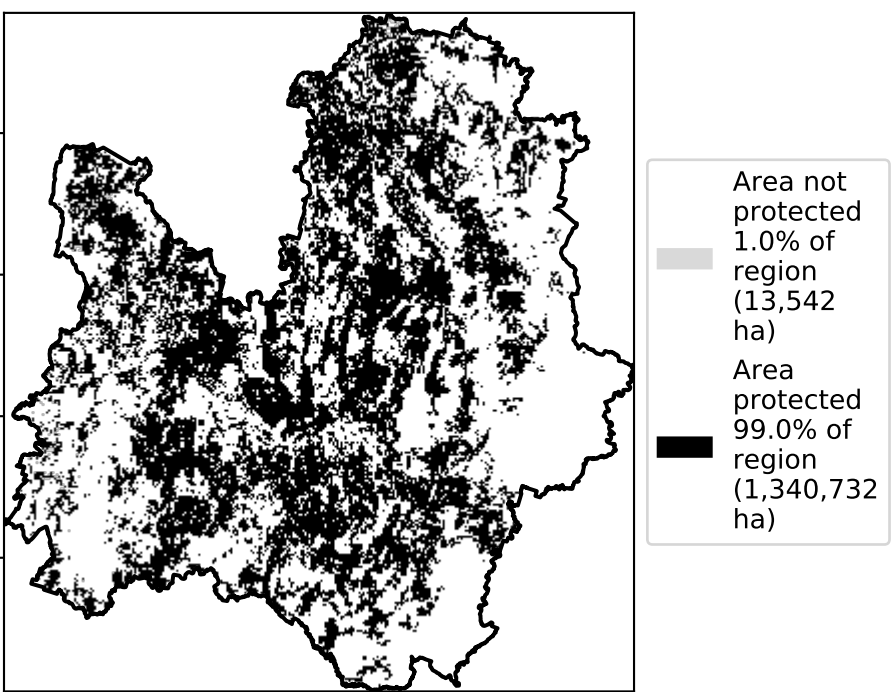 Area not
protected
1.0% of
region
(13,542
ha)
Area
protected
99.0% of
region
(1,340,732
ha)